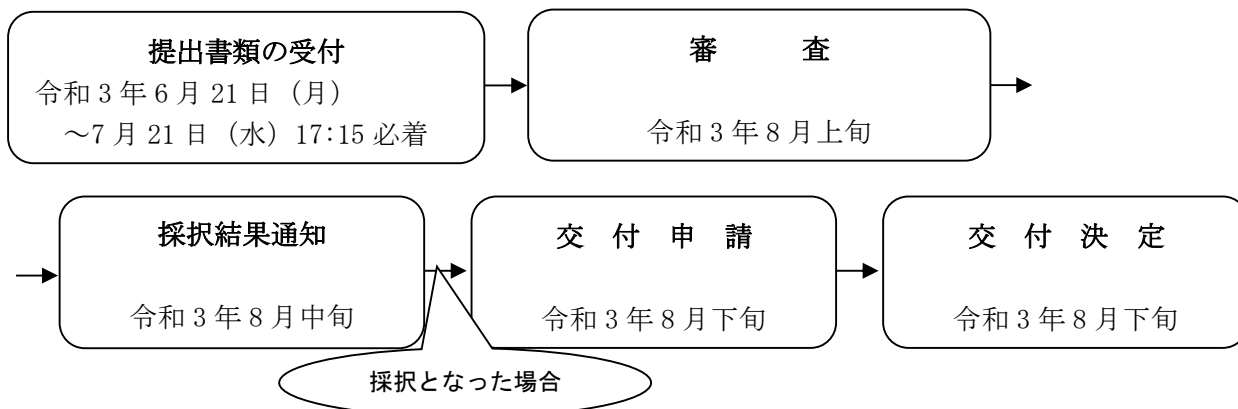 提出書類の受付
令和３年６月21日（月）
～7月21日（水）17:15必着
審　　査
令和３年８月上旬
採択結果通知
令和３年８月中旬
交　付　申　請
令和３年８月下旬
交　付　決　定
令和３年８月下旬
採択となった場合